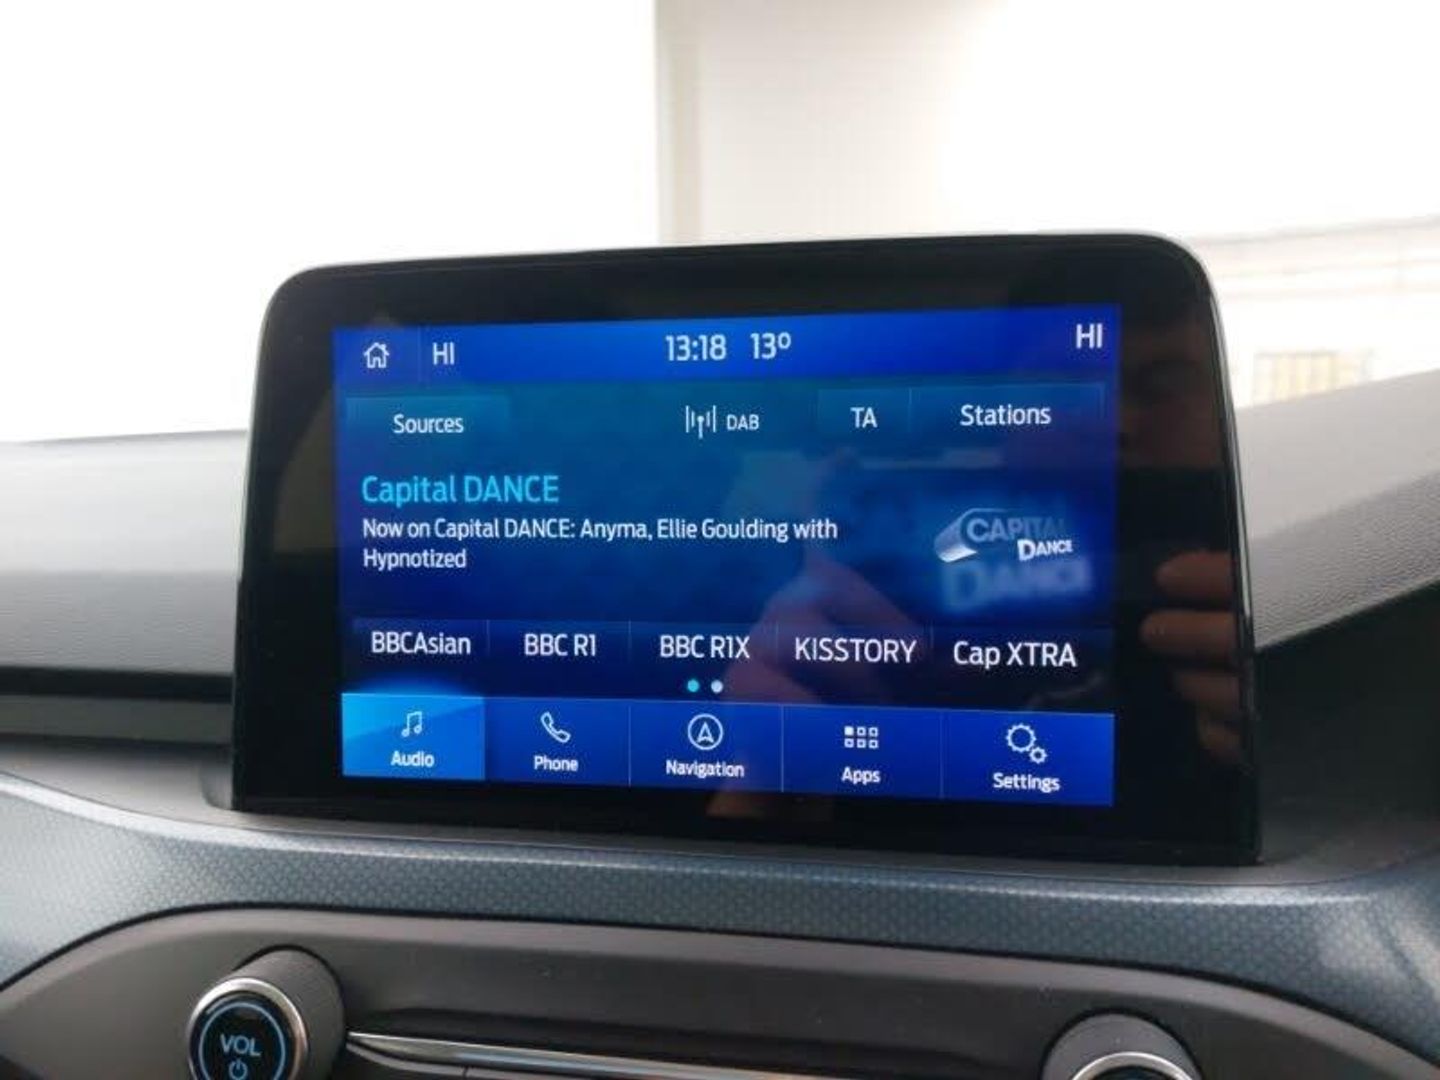 HI 13:18 13° HI
Sources DAB TA Stations
Capital DANCE
Now on Capital DANCE: Anyma, Ellie Goulding with
Hypnotized
CAPITAL
DANCE
BBCAsian BBC R1 BBC R1X KISSTORY Cap XTRA
Audio Phone Navigation Apps Settings
VOL